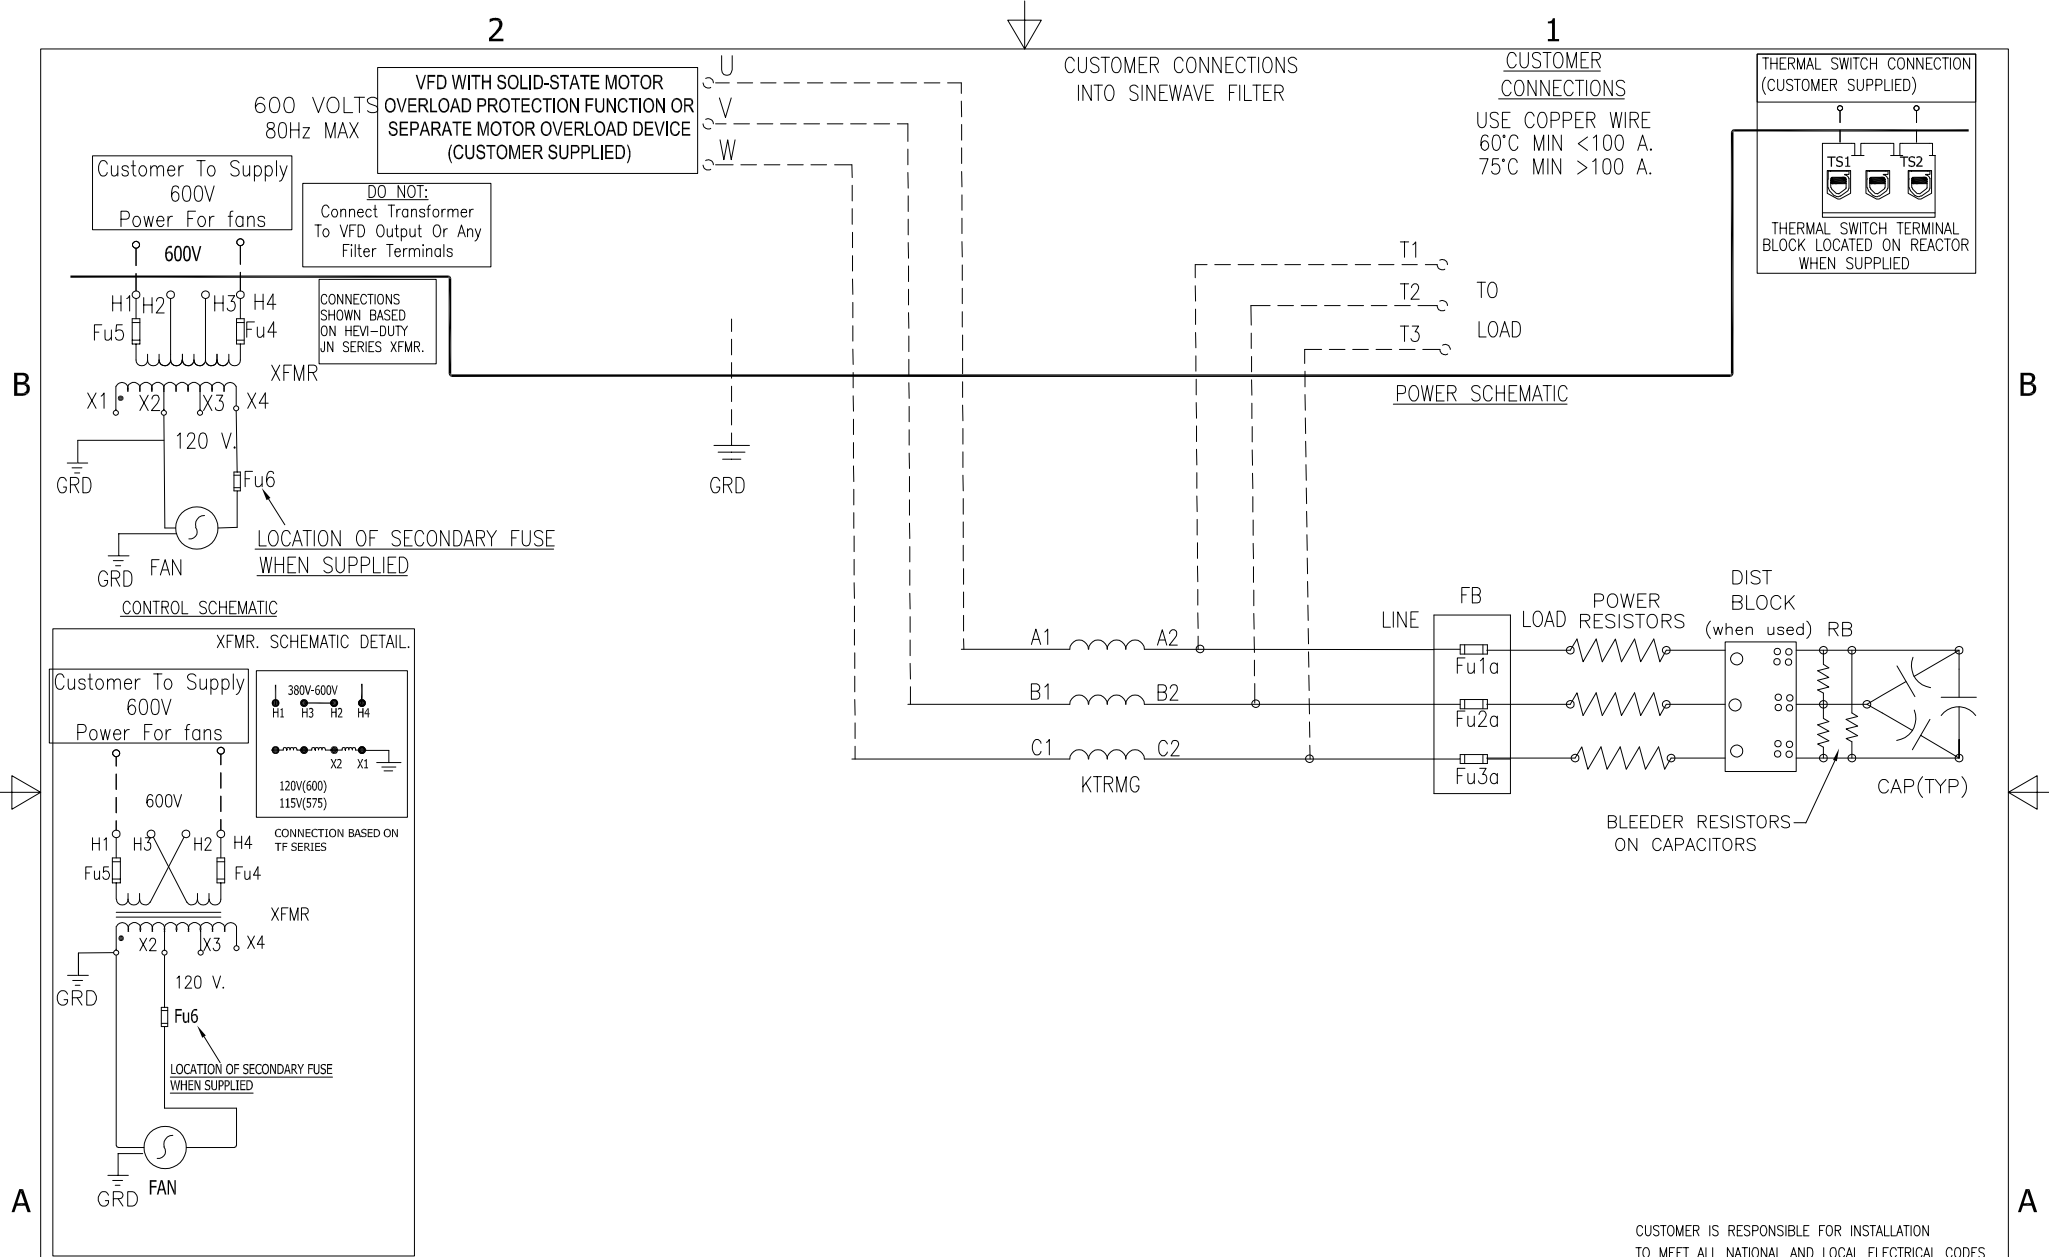 2
1
CUSTOMER CONNECTIONS
INTO SINEWAVE FILTER
CUSTOMER
CONNECTIONS
USE COPPER WIRE
60°C MIN <100 A.
75°C MIN >100 A.
THERMAL SWITCH CONNECTION
(CUSTOMER SUPPLIED)
TS1 TS2
THERMAL SWITCH TERMINAL
BLOCK LOCATED ON REACTOR
WHEN SUPPLIED
600 VOLTS
80Hz MAX
VFD WITH SOLID-STATE MOTOR
OVERLOAD PROTECTION FUNCTION OR
SEPARATE MOTOR OVERLOAD DEVICE
(CUSTOMER SUPPLIED)
U
V
W
Customer To Supply
600V
Power For fans
DO NOT:
Connect Transformer
To VFD Output Or Any
Filter Terminals
600V
H1 H2 H3 H4
Fu5 Fu4
CONNECTIONS
SHOWN BASED
ON HEVI-DUTY
JN SERIES XFMR.
XFMR
X1 X2 X3 X4
120 V.
GRD
Fu6
LOCATION OF SECONDARY FUSE
WHEN SUPPLIED
FAN
GRD
CONTROL SCHEMATIC
GRD
T1
T2
T3
TO
LOAD
POWER SCHEMATIC
B
B
XFMR. SCHEMATIC DETAIL.
Customer To Supply
600V
Power For fans
380V-600V
H1 H3 H2 H4
X2 X1
120V(600)
115V(575)
CONNECTION BASED ON
TF SERIES
600V
H1 H3 H2 H4
Fu5 Fu4
XFMR
X2 X3 X4
120 V.
GRD
Fu6
LOCATION OF SECONDARY FUSE
WHEN SUPPLIED
FAN
GRD
A1 A2
B1 B2
C1 C2
KTRMG
LINE
FB
LOAD
Fu1a
Fu2a
Fu3a
POWER
RESISTORS
DIST
BLOCK
(when used)
RB
CAP(TYP)
BLEEDER RESISTORS
ON CAPACITORS
A
A
CUSTOMER IS RESPONSIBLE FOR INSTALLATION
TO MEET ALL NATIONAL AND LOCAL ELECTRICAL CODES